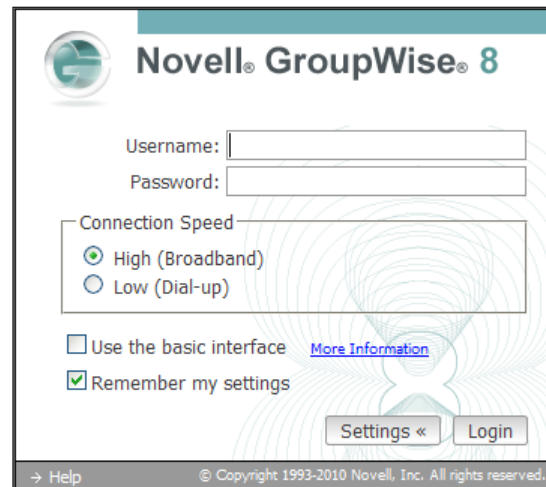 Novell® GroupWise® 8
Username:
Password:
Connection Speed
High (Broadband)
Low (Dial-up)
Use the basic interface More Information
Remember my settings
Settings « Login
→ Help © Copyright 1993-2010 Novell, Inc. All rights reserved.